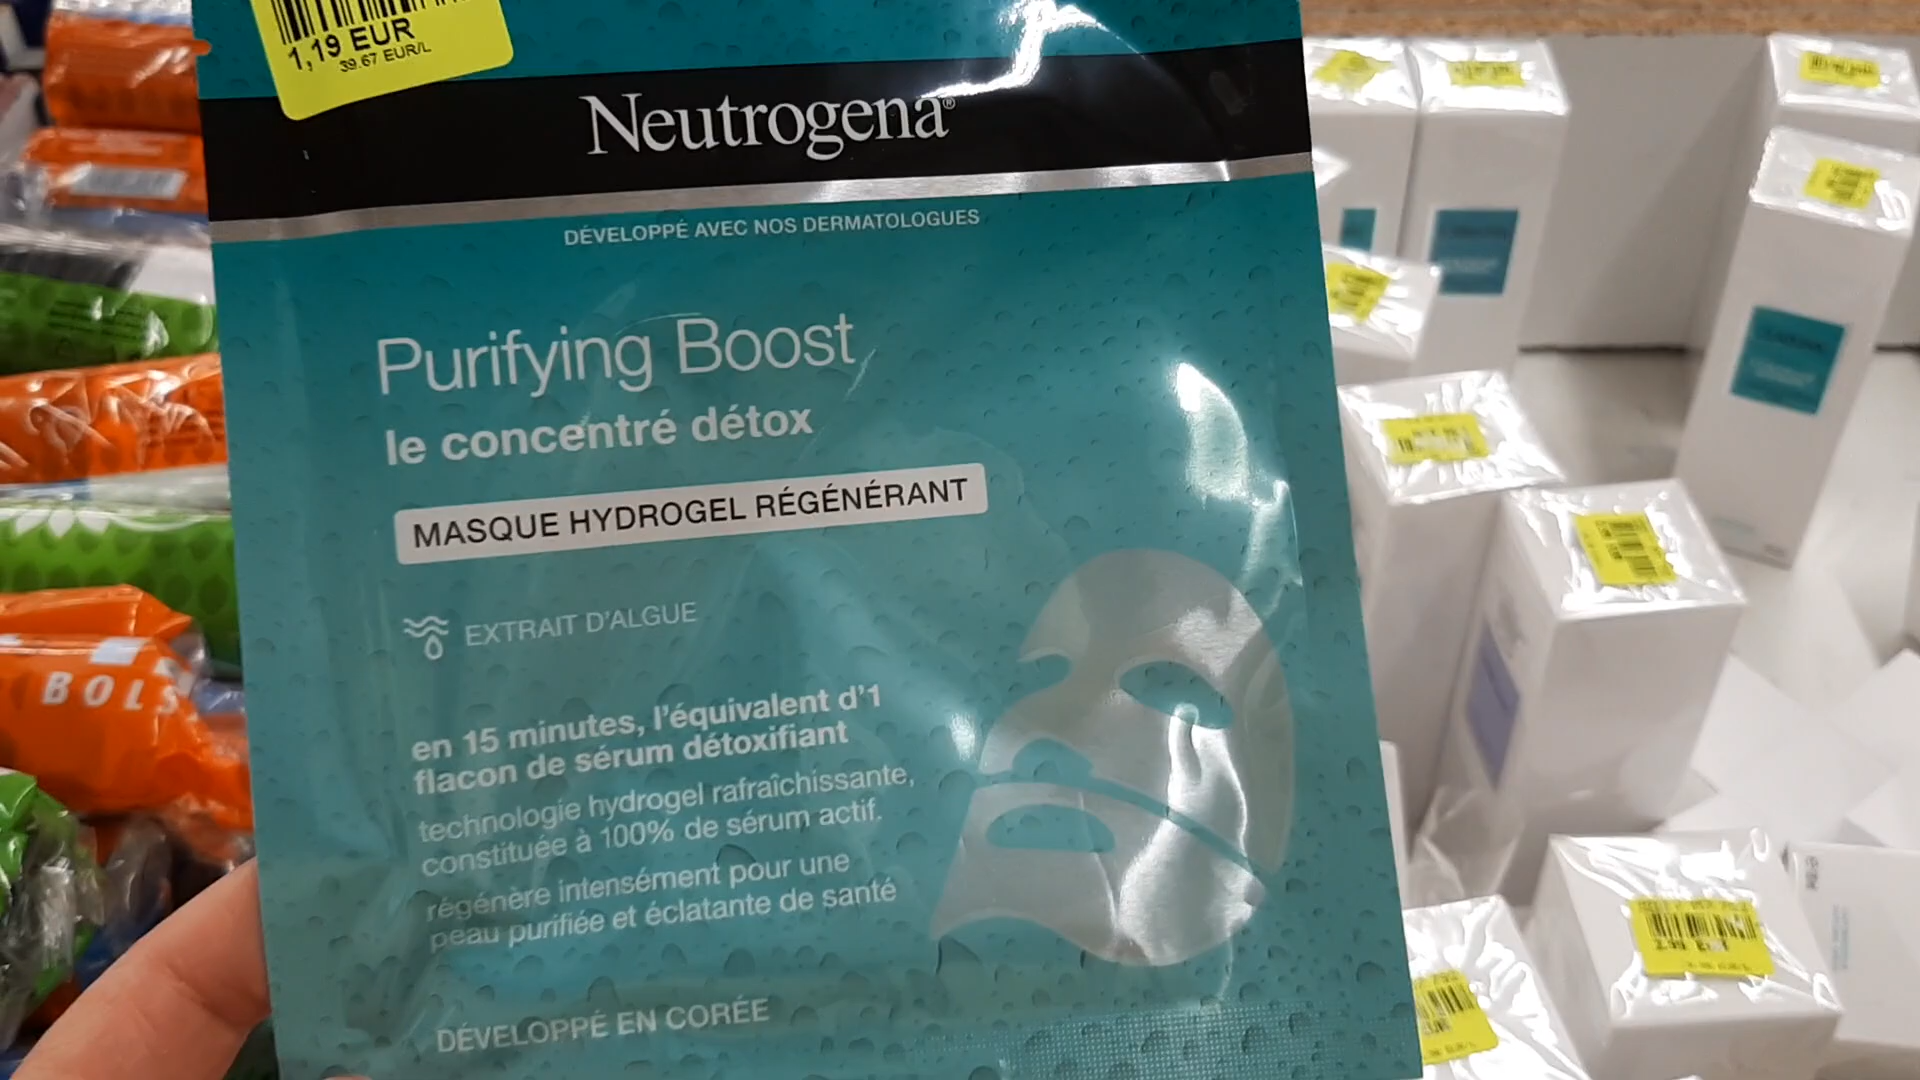 1,19 EUR
39.67 EUR/L
Neutrogena®
DÉVELOPPÉ AVEC NOS DERMATOLOGUES
Purifying Boost
le concentré détox
MASQUE HYDROGEL RÉGÉNÉRANT
EXTRAIT D'ALGUE
en 15 minutes, l'équivalent d'1
flacon de sérum détoxifiant
technologie hydrogel rafraîchissante,
constituée à 100% de sérum actif.
régénère intensément pour une
peau purifiée et éclatante de santé
DÉVELOPPÉ EN CORÉE
BOLS